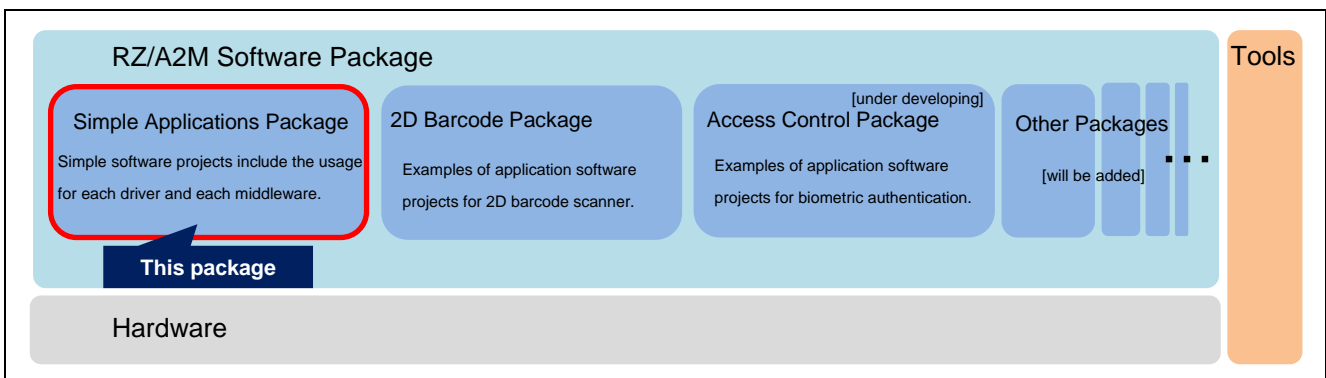 RZ/A2M Software Package
Tools
Simple Applications Package
Simple software projects include the usage
for each driver and each middleware.
This package
2D Barcode Package
Examples of application software
projects for 2D barcode scanner.
[under developing]
Access Control Package
Examples of application software
projects for biometric authentication.
Other Packages
...
[will be added]
Hardware